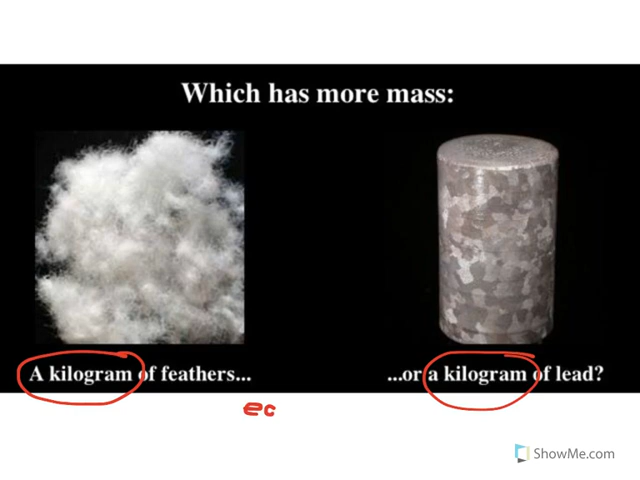 Which has more mass:
A kilogram of feathers...
...or a kilogram of lead?
ec
ShowMe.com